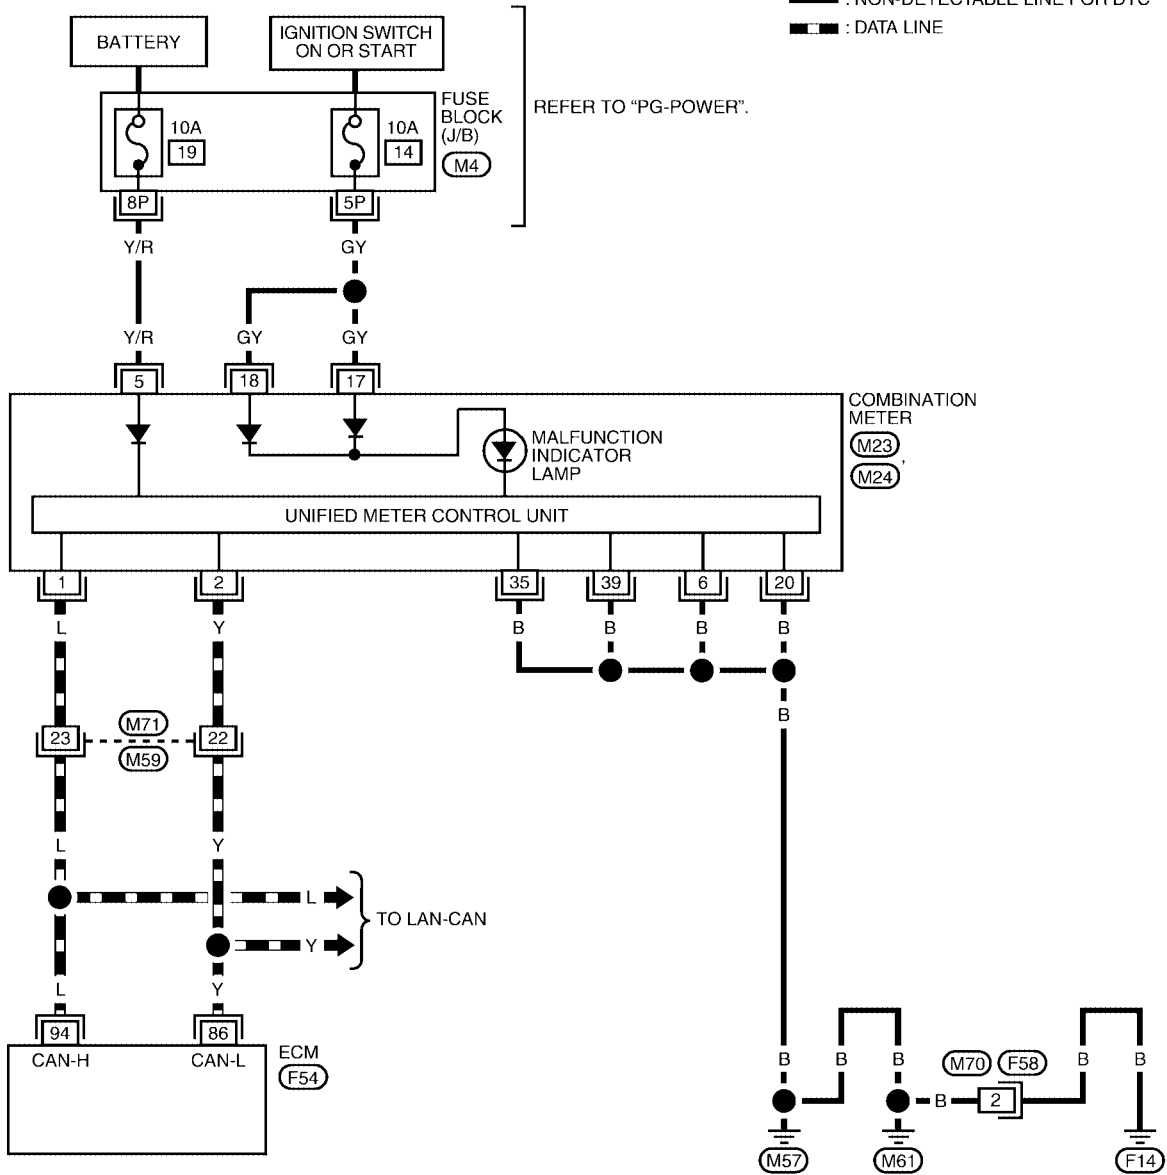 : NON-DETECTABLE LINE FOR DTC
: DATA LINE
BATTERY
IGNITION SWITCH
ON OR START
FUSE
BLOCK
(J/B)
M4
REFER TO “PG-POWER”.
10A
19
10A
14
8P
5P
Y/R
GY
Y/R
GY
GY
5
18
17
COMBINATION
METER
M23
,
M24
MALFUNCTION
INDICATOR
LAMP
UNIFIED METER CONTROL UNIT
1
2
35
39
6
20
L
Y
B
B
B
B
B
23
M71
M59
22
L
Y
L
Y
TO LAN-CAN
L
Y
94
86
CAN-H
CAN-L
ECM
F54
B
B
B
B
M70
F58
2
B
B
M57
M61
F14